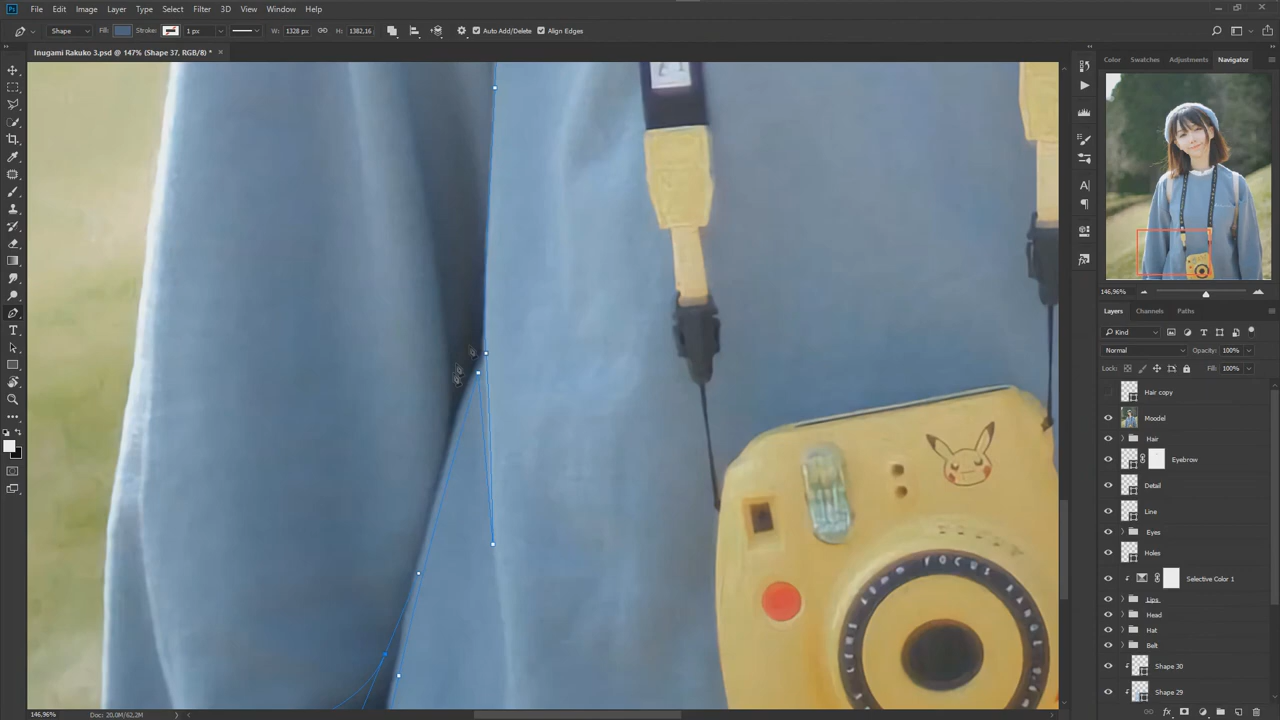 File Edit Image Layer Type Select Filter 3D View Window Help
Shape Fill: Stroke: 1 px W: 1328 px H: 1382,16 Auto Add/Delete Align Edges
Inugami Rakuko 3.psd @ 147% (Shape 37, RGB/8) *
Color Swatches Adjustments Navigator
146,96%
Layers Channels Paths
Kind
Normal Opacity: 100%
Lock: Fill: 100%
Hair copy
Moodel
Hair
Eyebrow
Detail
Line
Eyes
Holes
Selective Color 1
Lips
Head
Hat
Belt
Shape 30
Shape 29
FOCUS RANGE
60mm
146,96% Doc: 20,0M/62,2M